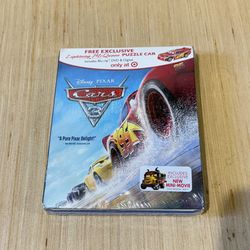 FREE EXCLUSIVE
Lightning McQueen PUZZLE CAR
Includes Blu-ray™, DVD & Digital
only at
Disney PIXAR
Cars
3
"A Pure Pixar Delight!"
INCLUDES
EXCLUSIVE
NEW
MINI-MOVIE